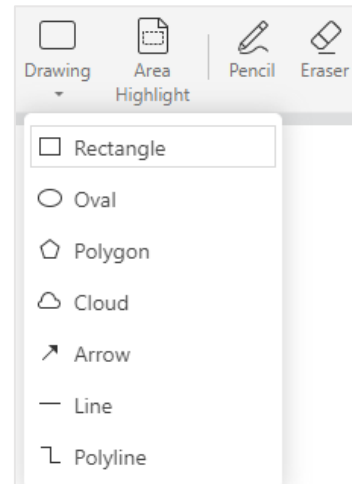 Drawing
Area
Highlight
Pencil
Eraser
Rectangle
Oval
Polygon
Cloud
Arrow
Line
Polyline